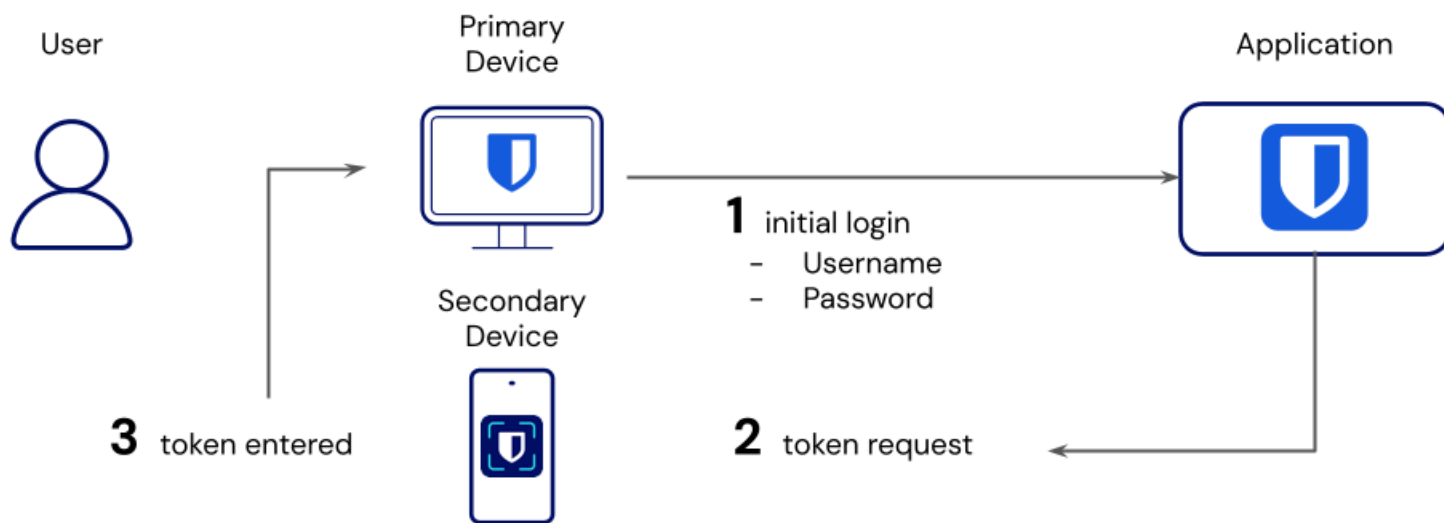 User
Primary
Device
Application
1 initial login
- Username
- Password
Secondary
Device
3 token entered
2 token request